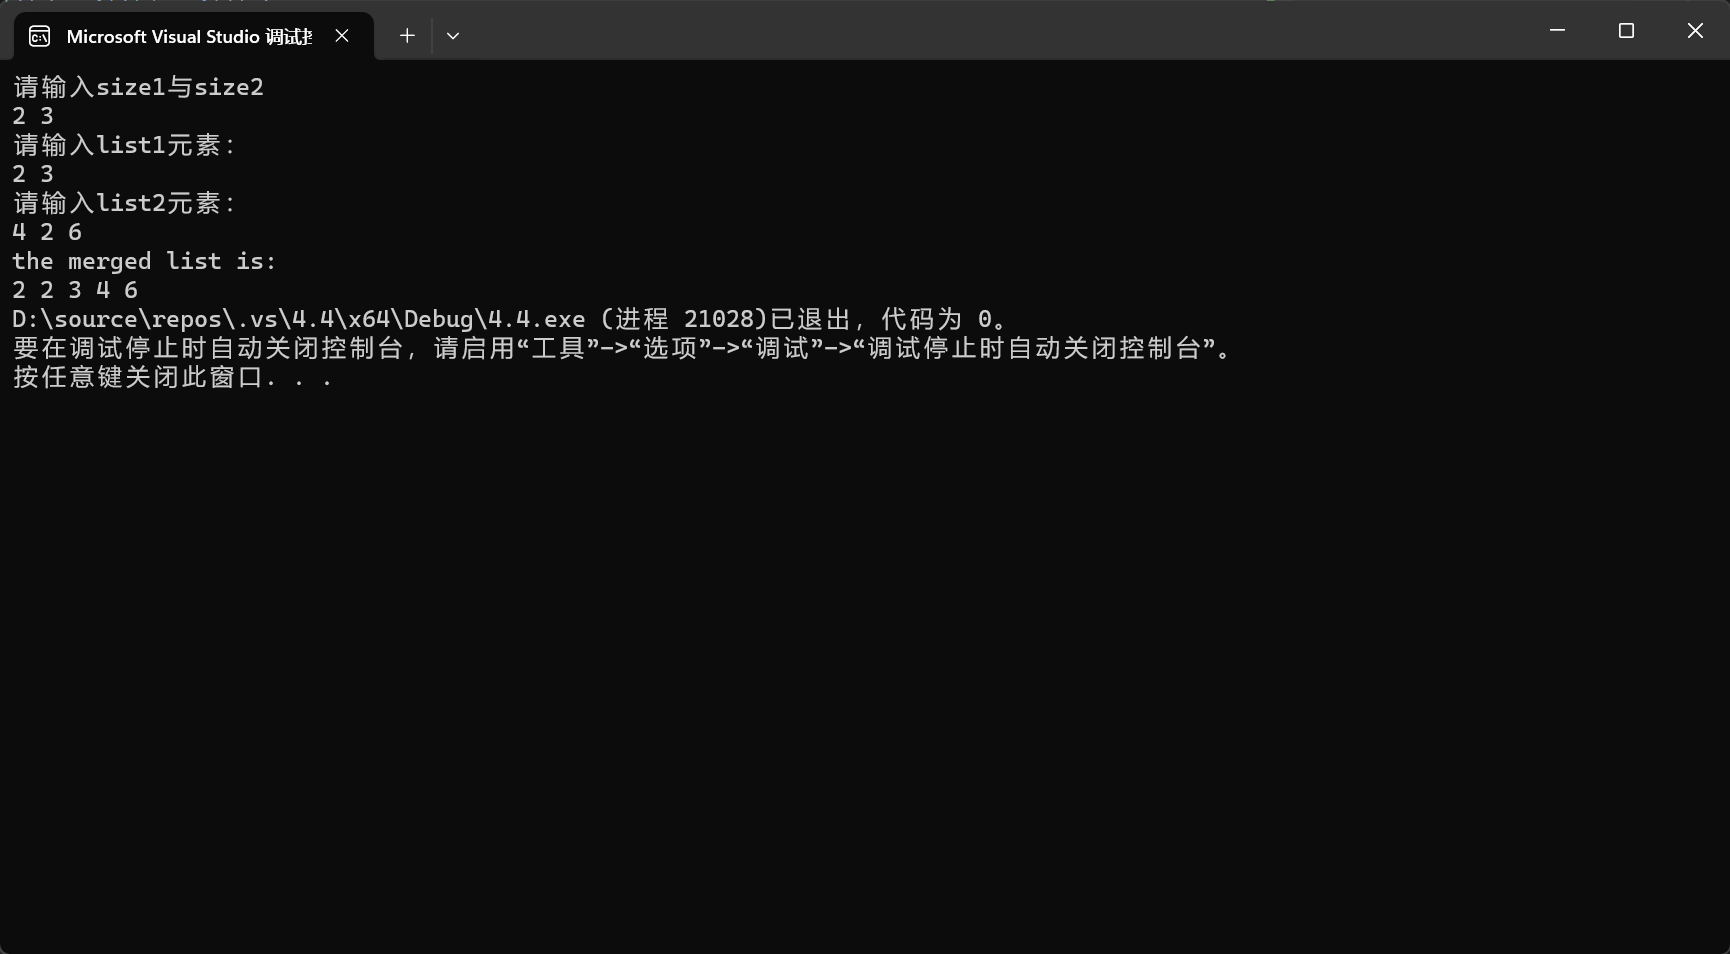 Microsoft Visual Studio 调试
请输入size1与size2
2 3
请输入list1元素：
2 3
请输入list2元素：
4 2 6
the merged list is:
2 2 3 4 6
D:\source\repos\.vs\4.4\x64\Debug\4.4.exe (进程 21028)已退出，代码为 0。
要在调试停止时自动关闭控制台，请启用“工具”->“选项”->“调试”->“调试停止时自动关闭控制台”。
按任意键关闭此窗口. . .